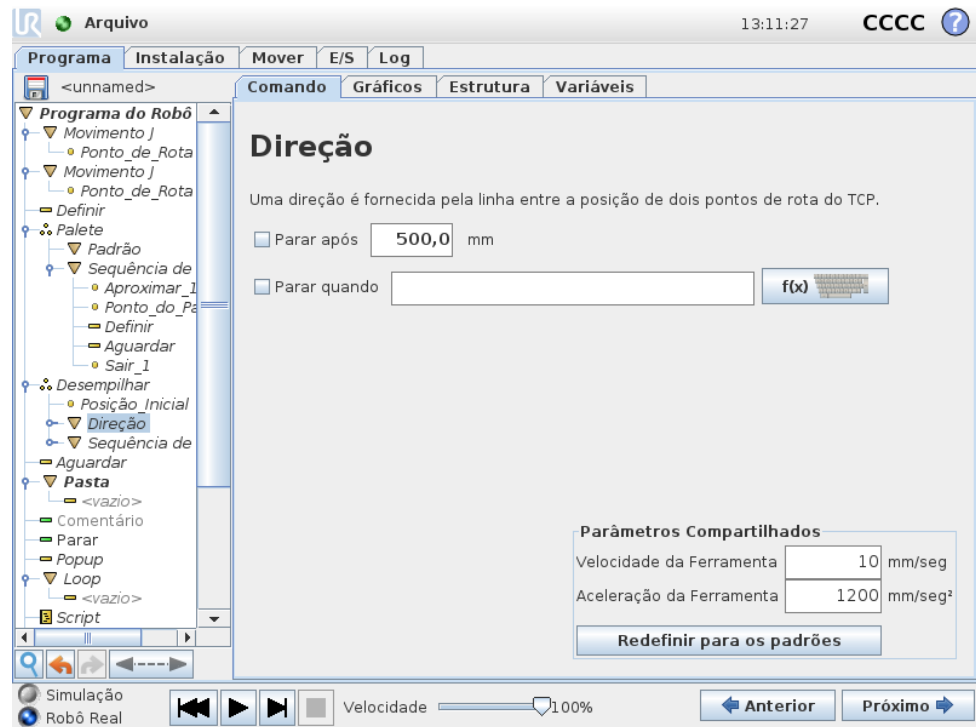 UR Arquivo 13:11:27 CCCC ?
Programa Instalação Mover E/S Log
<unnamed>
Comando Gráficos Estrutura Variáveis
Programa do Robô
Movimento J
Ponto_de_Rota
Movimento J
Ponto_de_Rota
Definir
Palete
Padrão
Sequência de
Aproximar_1
Ponto_do_Pa
Definir
Aguardar
Sair_1
Desempilhar
Posição_Inicial
Direção
Sequência de
Aguardar
Pasta
<vazio>
Comentário
Parar
Popup
Loop
<vazio>
Script
Direção
Uma direção é fornecida pela linha entre a posição de dois pontos de rota do TCP.
Parar após 500,0 mm
Parar quando f(x)
Parâmetros Compartilhados
Velocidade da Ferramenta 10 mm/seg
Aceleração da Ferramenta 1200 mm/seg²
Redefinir para os padrões
Simulação
Robô Real
Velocidade 100%
Anterior Próximo